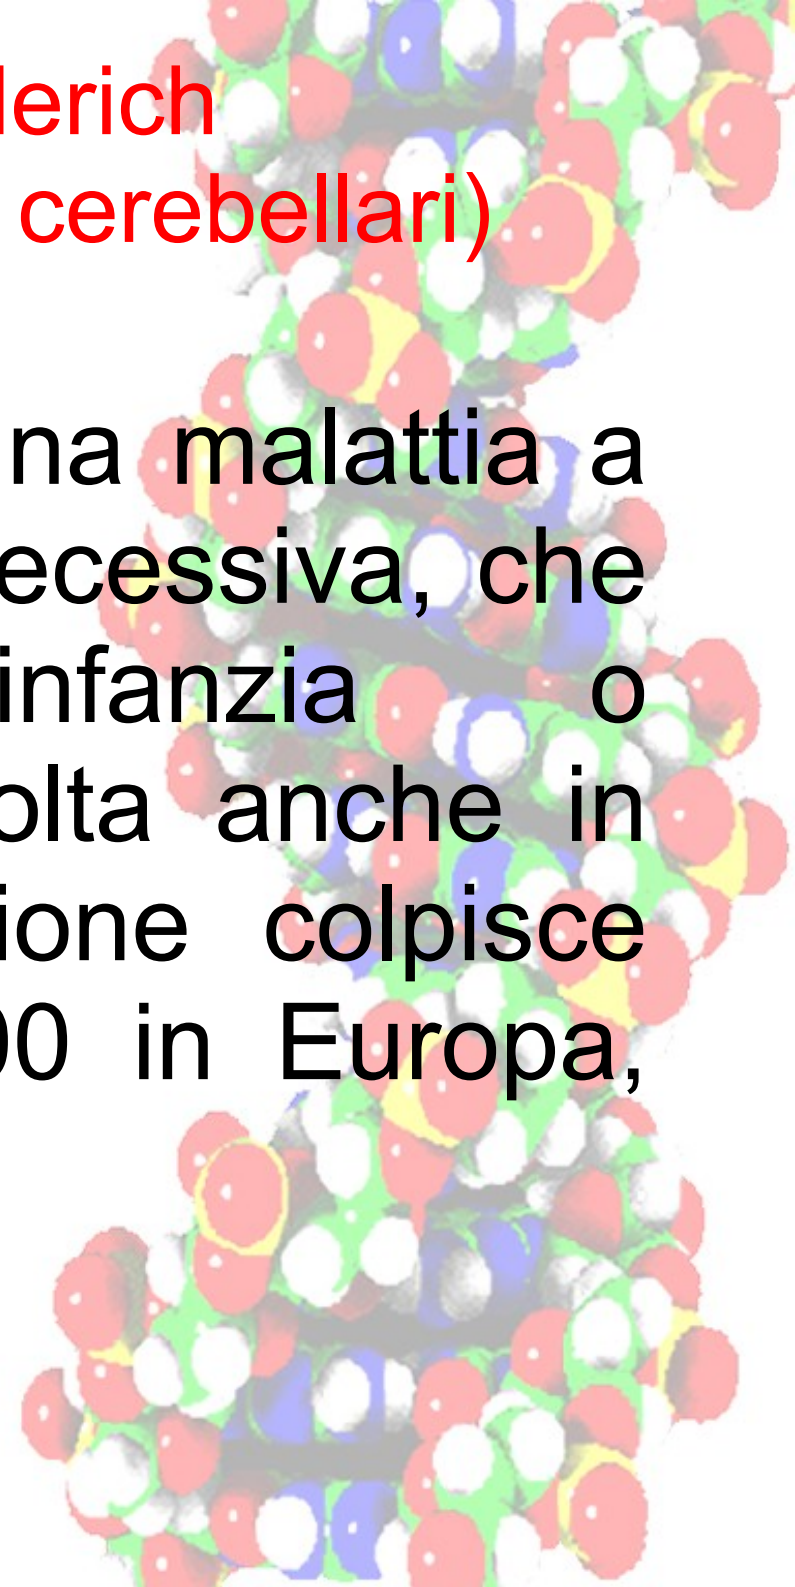 lerich
cerebellari)
na malattia a
ecessiva, che
infanzia o
olta anche in
ione colpisce
00 in Europa,